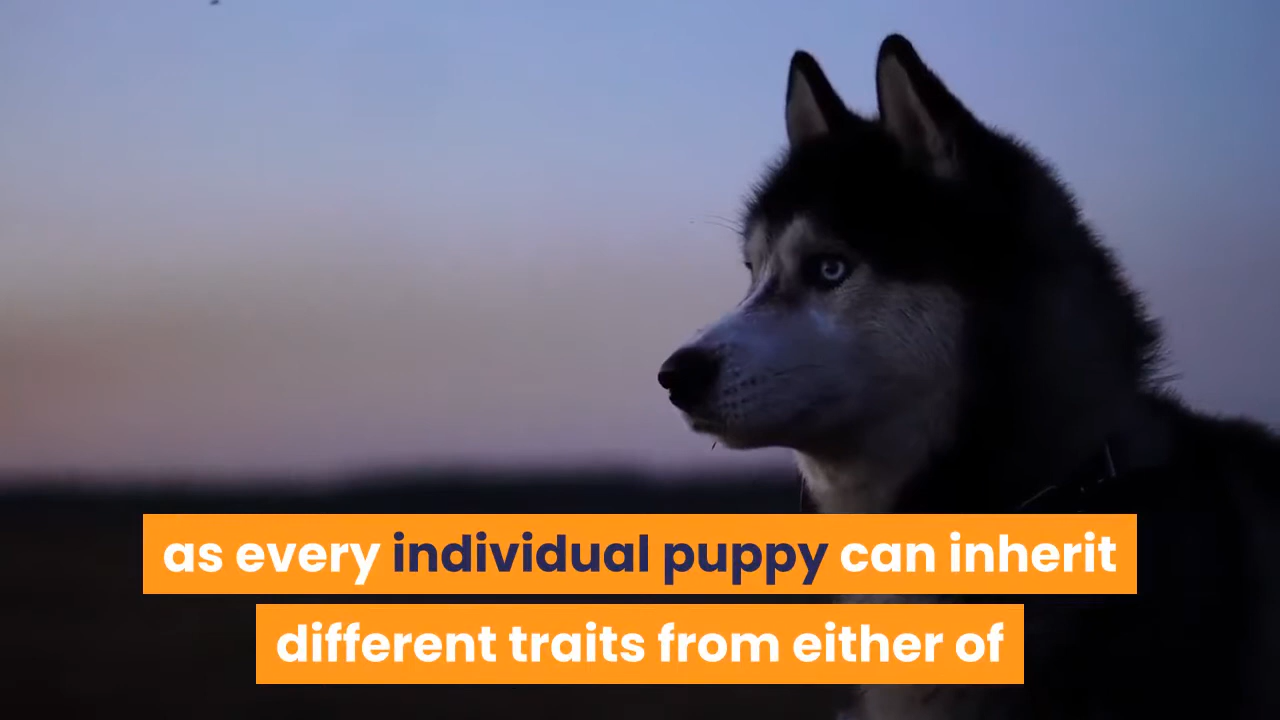 as every individual puppy can inherit
different traits from either of